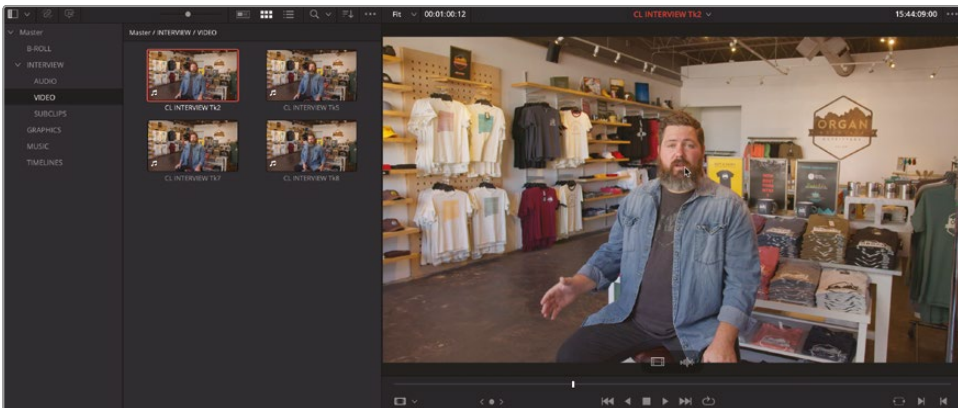 Fit 00:01:00:12 CL INTERVIEW Tk2 15:44:09:00
Master
B-ROLL
INTERVIEW
AUDIO
VIDEO
SUBCLIPS
GRAPHICS
MUSIC
TIMELINES
Master / INTERVIEW / VIDEO
CL INTERVIEW Tk2 CL INTERVIEW Tk5
CL INTERVIEW Tk7 CL INTERVIEW Tk8
ORGAN